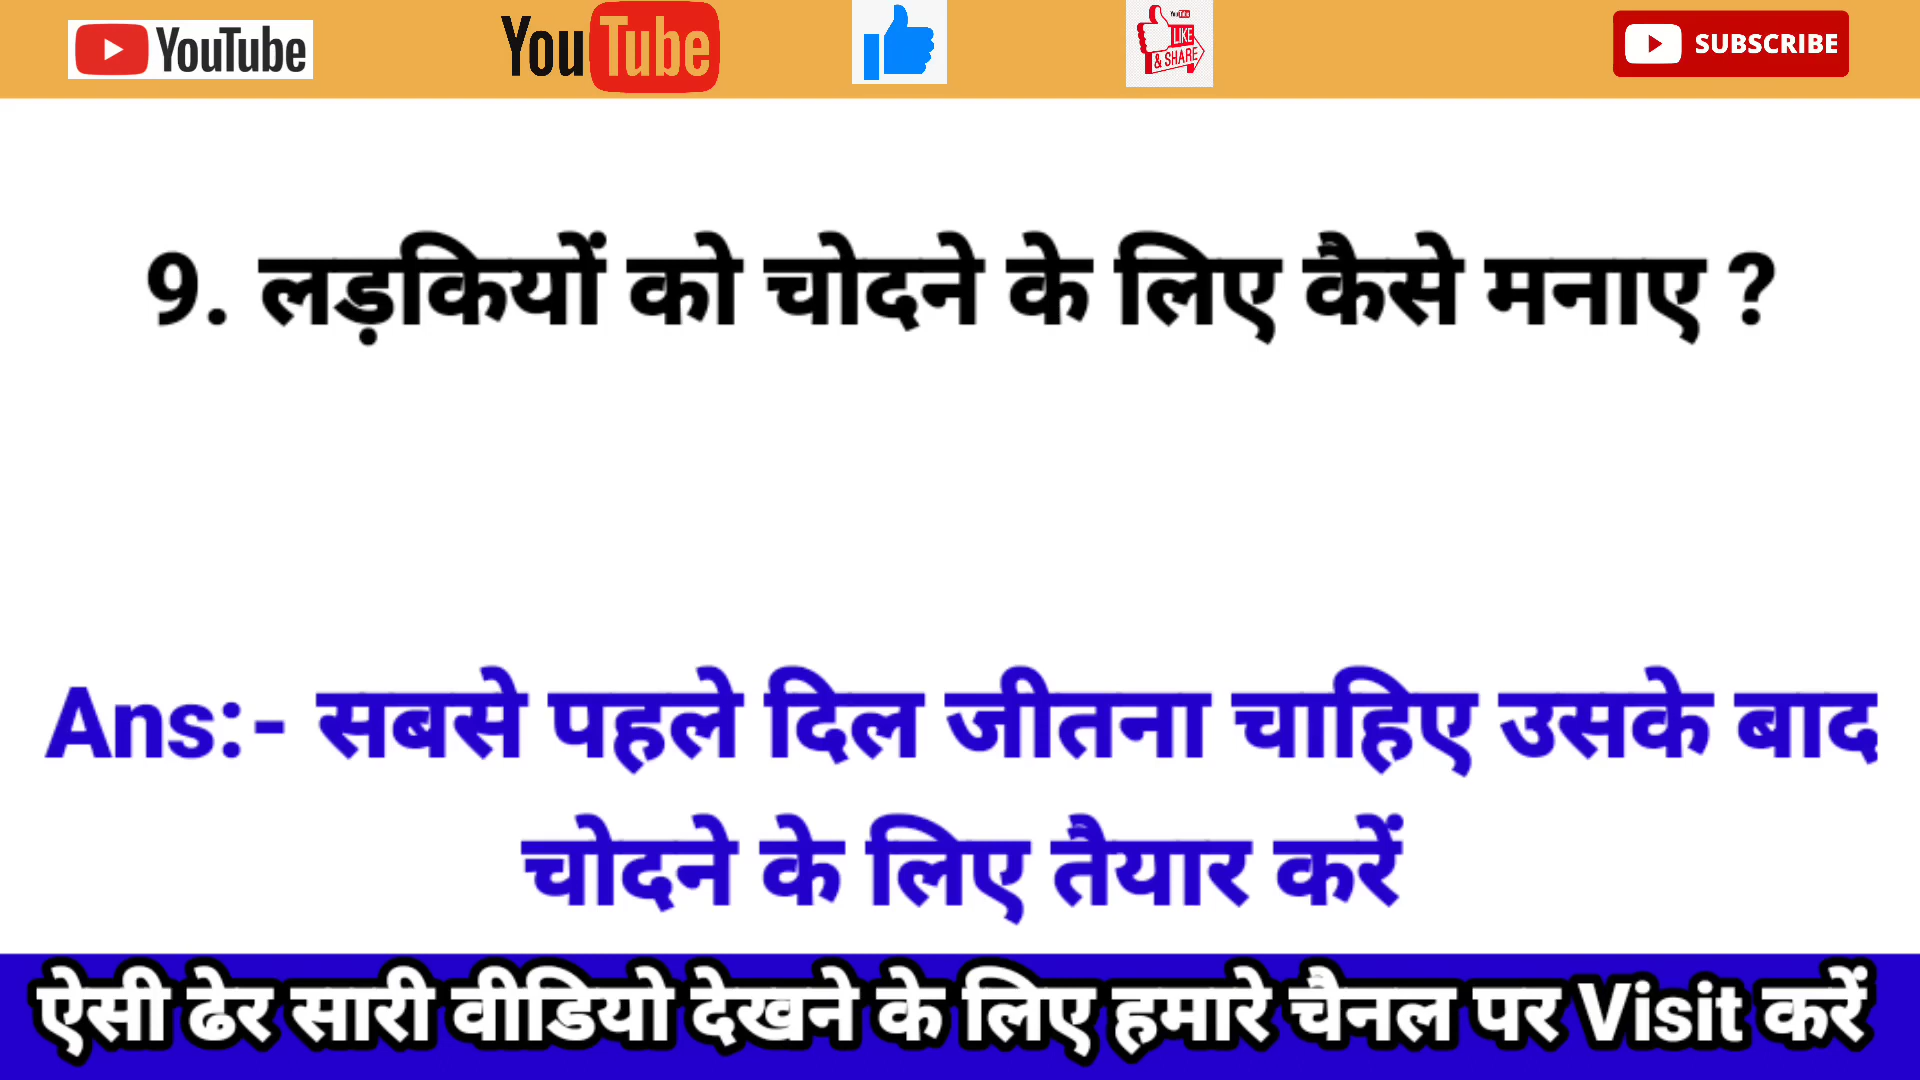 YouTube
YouTube
YouTube
LIKE
& SHARE
SUBSCRIBE
9. लड़कियों को चोदने के लिए कैसे मनाए ?
Ans:- सबसे पहले दिल जीतना चाहिए उसके बाद
चोदने के लिए तैयार करें
ऐसी ढेर सारी वीडियो देखने के लिए हमारे चैनल पर Visit करें